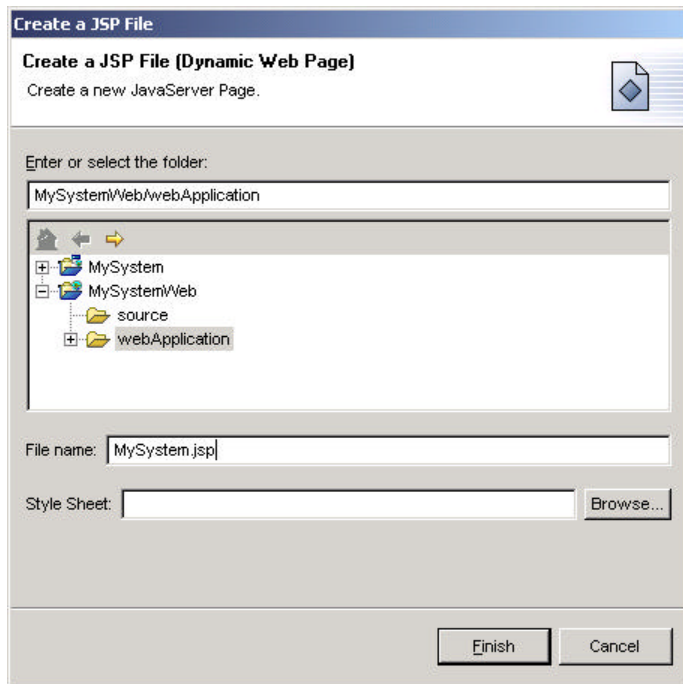 Create a JSP File
Create a JSP File (Dynamic Web Page)
Create a new JavaServer Page.
Enter or select the folder:
MySystemWeb/webApplication
MySystem
MySystemWeb
source
webApplication
File name: MySystem.jsp
Style Sheet: Browse...
Finish Cancel